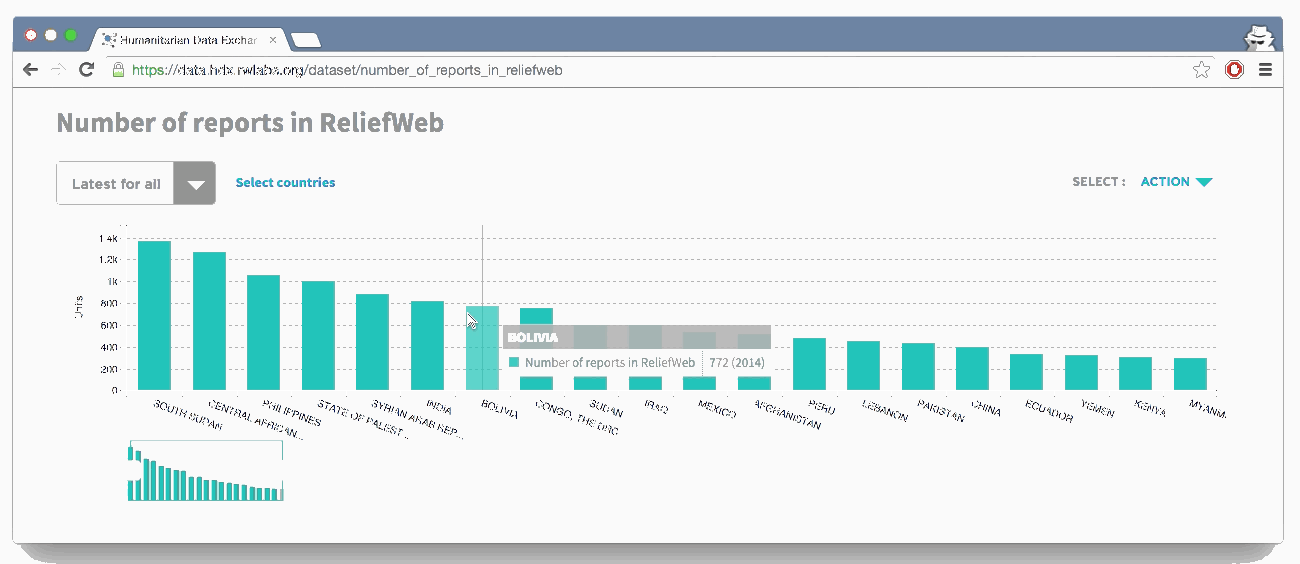 Humanitarian Data Exchan
https://data.hdx.rwlabs.org/dataset/number_of_reports_in_reliefweb
Number of reports in ReliefWeb
Latest for all
Select countries
SELECT :
ACTION
1.4k
1.2k
1k
800
600
400
200
0
Units
BOLIVIA
Number of reports in ReliefWeb 772 (2014)
SOUTH SUDAN
CENTRAL AFRICAN...
PHILIPPINES
STATE OF PALEST...
SYRIAN ARAB REP...
INDIA
BOLIVIA
CONGO, THE DRC
SUDAN
IRAQ
MEXICO
AFGHANISTAN
PERU
LEBANON
PAKISTAN
CHINA
ECUADOR
YEMEN
KENYA
MYANM